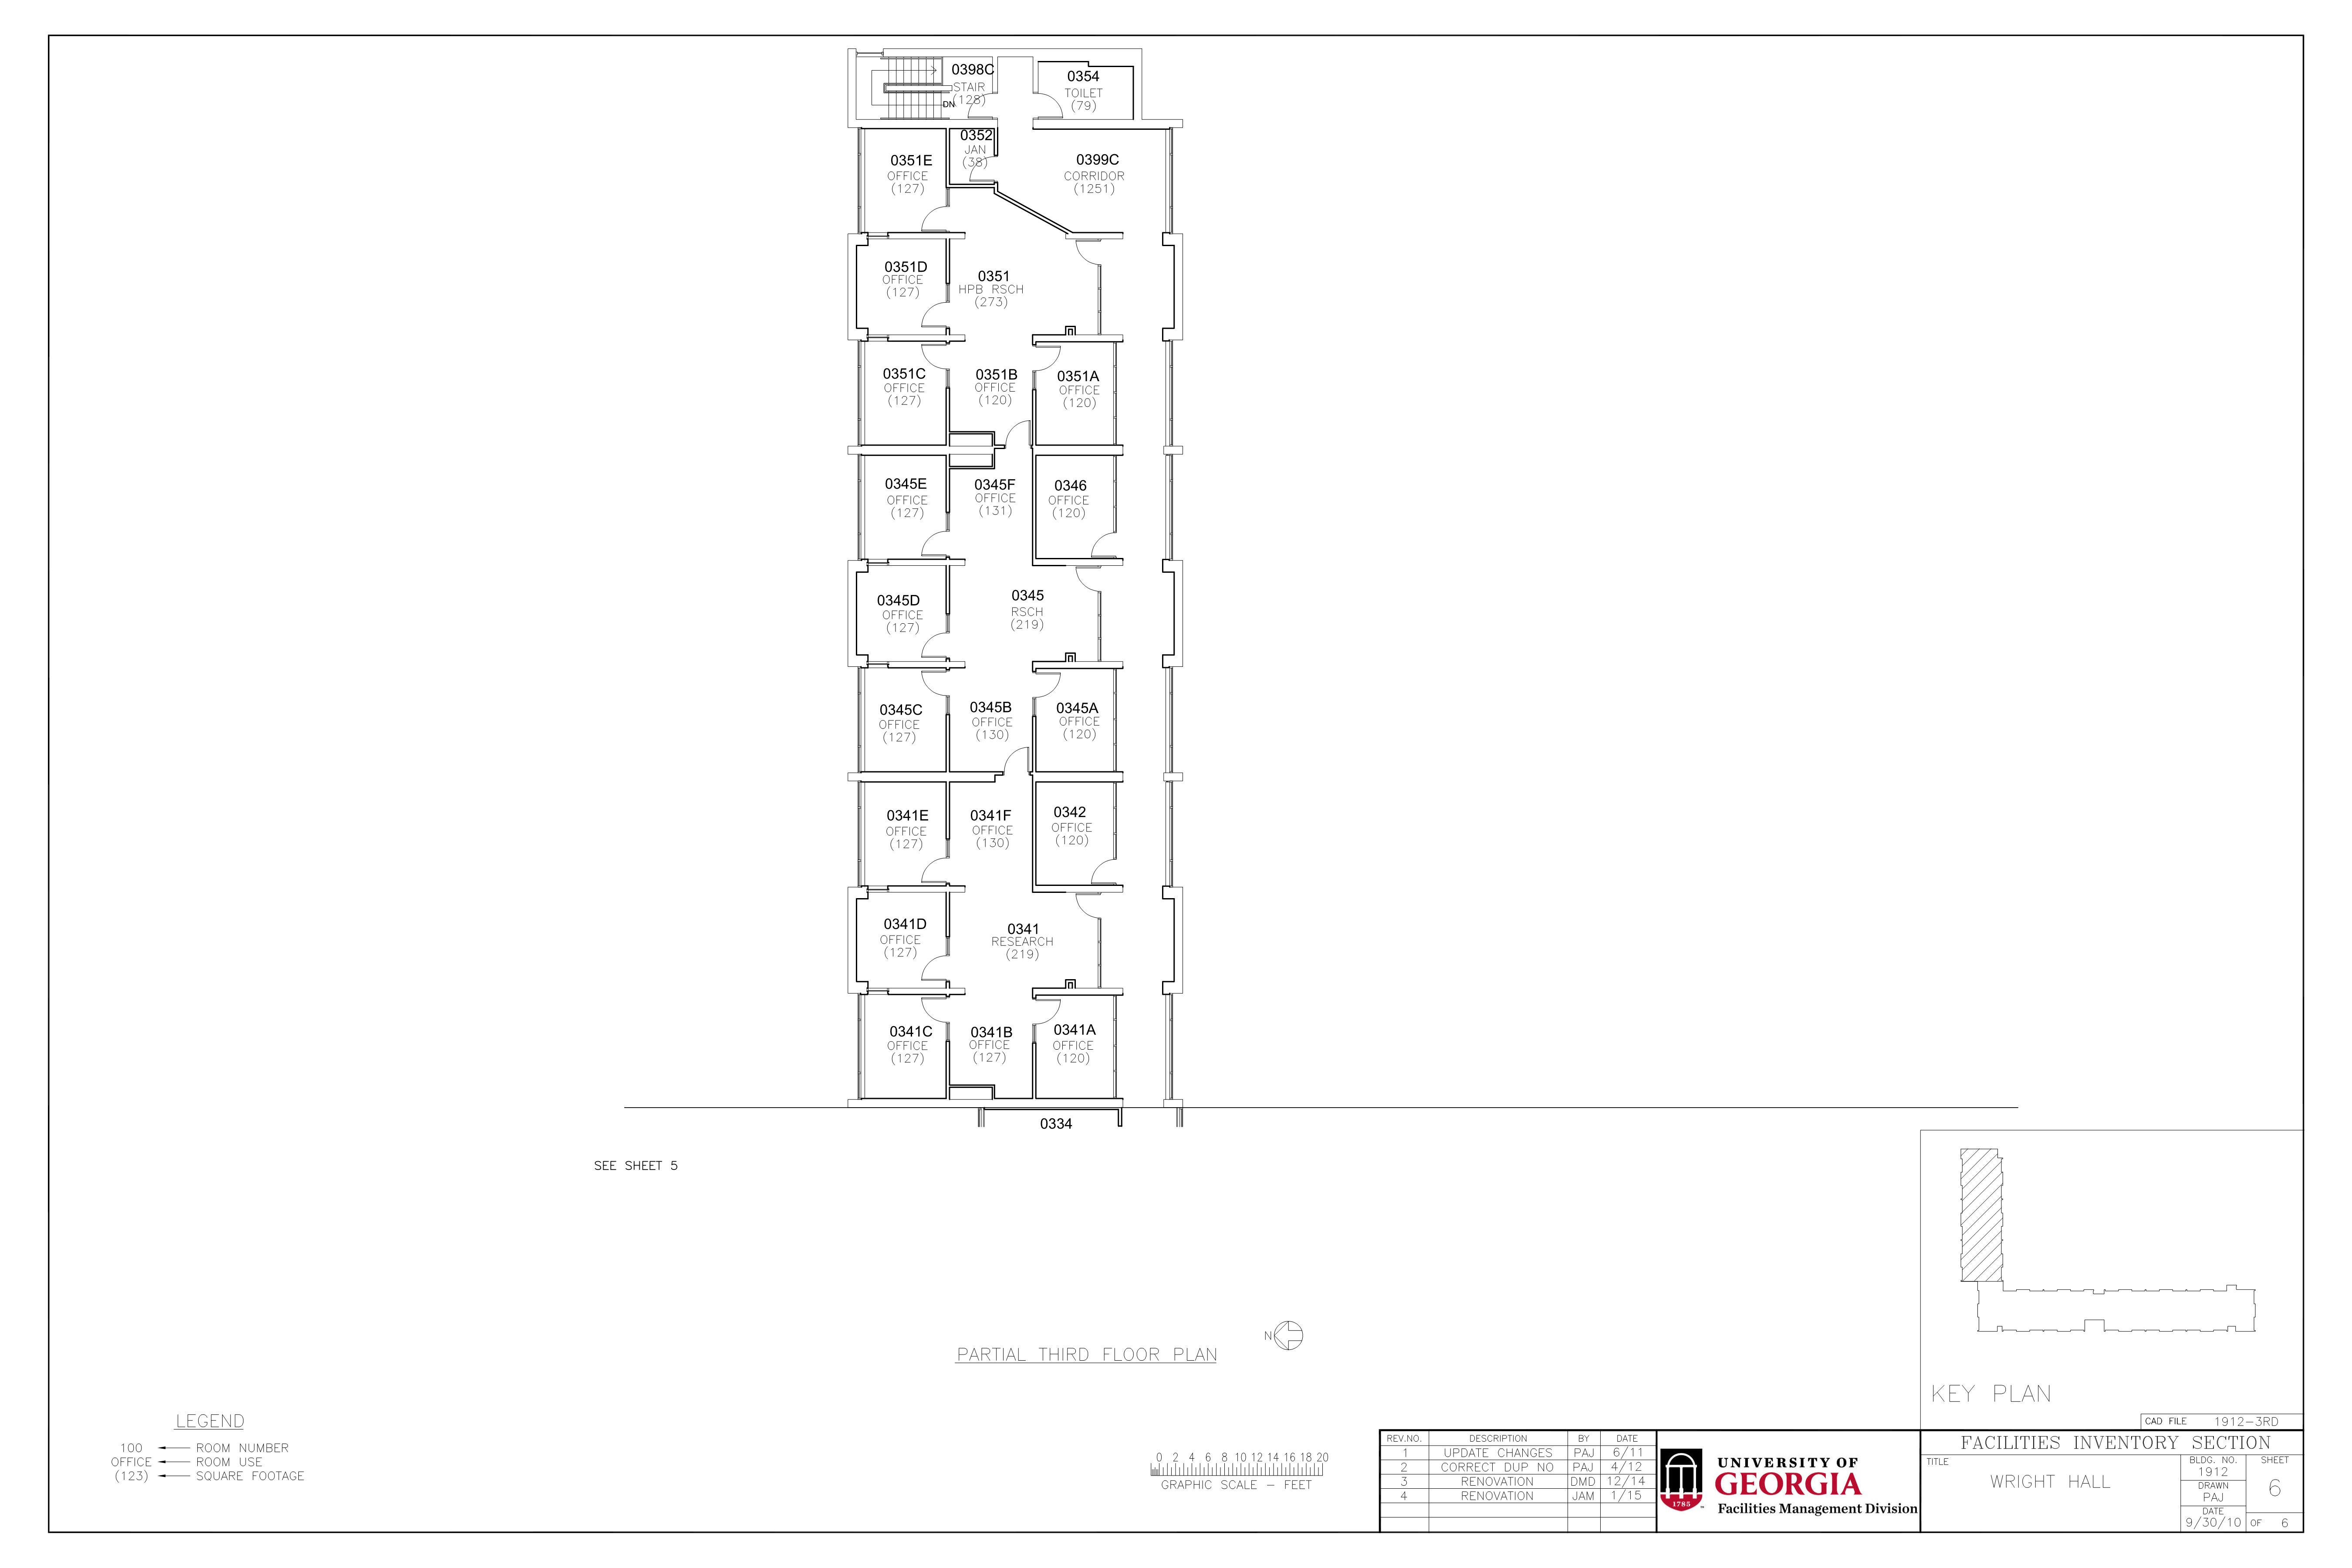 0398C
STAIR
(128)
DN
0354
TOILET
(79)
0352
JAN
(38)
0351E
OFFICE
(127)
0399C
CORRIDOR
(1251)
0351D
OFFICE
(127)
0351
HPB RSCH
(273)
0351C
OFFICE
(127)
0351B
OFFICE
(120)
0351A
OFFICE
(120)
0345E
OFFICE
(127)
0345F
OFFICE
(131)
0346
OFFICE
(120)
0345D
OFFICE
(127)
0345
RSCH
(219)
0345C
OFFICE
(127)
0345B
OFFICE
(130)
0345A
OFFICE
(120)
0341E
OFFICE
(127)
0341F
OFFICE
(130)
0342
OFFICE
(120)
0341D
OFFICE
(127)
0341
RESEARCH
(219)
0341C
OFFICE
(127)
0341B
OFFICE
(127)
0341A
OFFICE
(120)
0334
SEE SHEET 5
N
PARTIAL THIRD FLOOR PLAN
KEY PLAN
CAD FILE 1912-3RD
LEGEND
100 ROOM NUMBER
OFFICE ROOM USE
(123) SQUARE FOOTAGE
0 2 4 6 8 10 12 14 16 18 20
GRAPHIC SCALE - FEET
REV.NO. DESCRIPTION BY DATE
1 UPDATE CHANGES PAJ 6/11
2 CORRECT DUP NO PAJ 4/12
3 RENOVATION DMD 12/14
4 RENOVATION JAM 1/15
1785
UNIVERSITY OF
GEORGIA
Facilities Management Division
FACILITIES INVENTORY SECTION
TITLE
WRIGHT HALL
BLDG. NO.
1912
DRAWN
PAJ
DATE
9/30/10
SHEET
6
OF 6